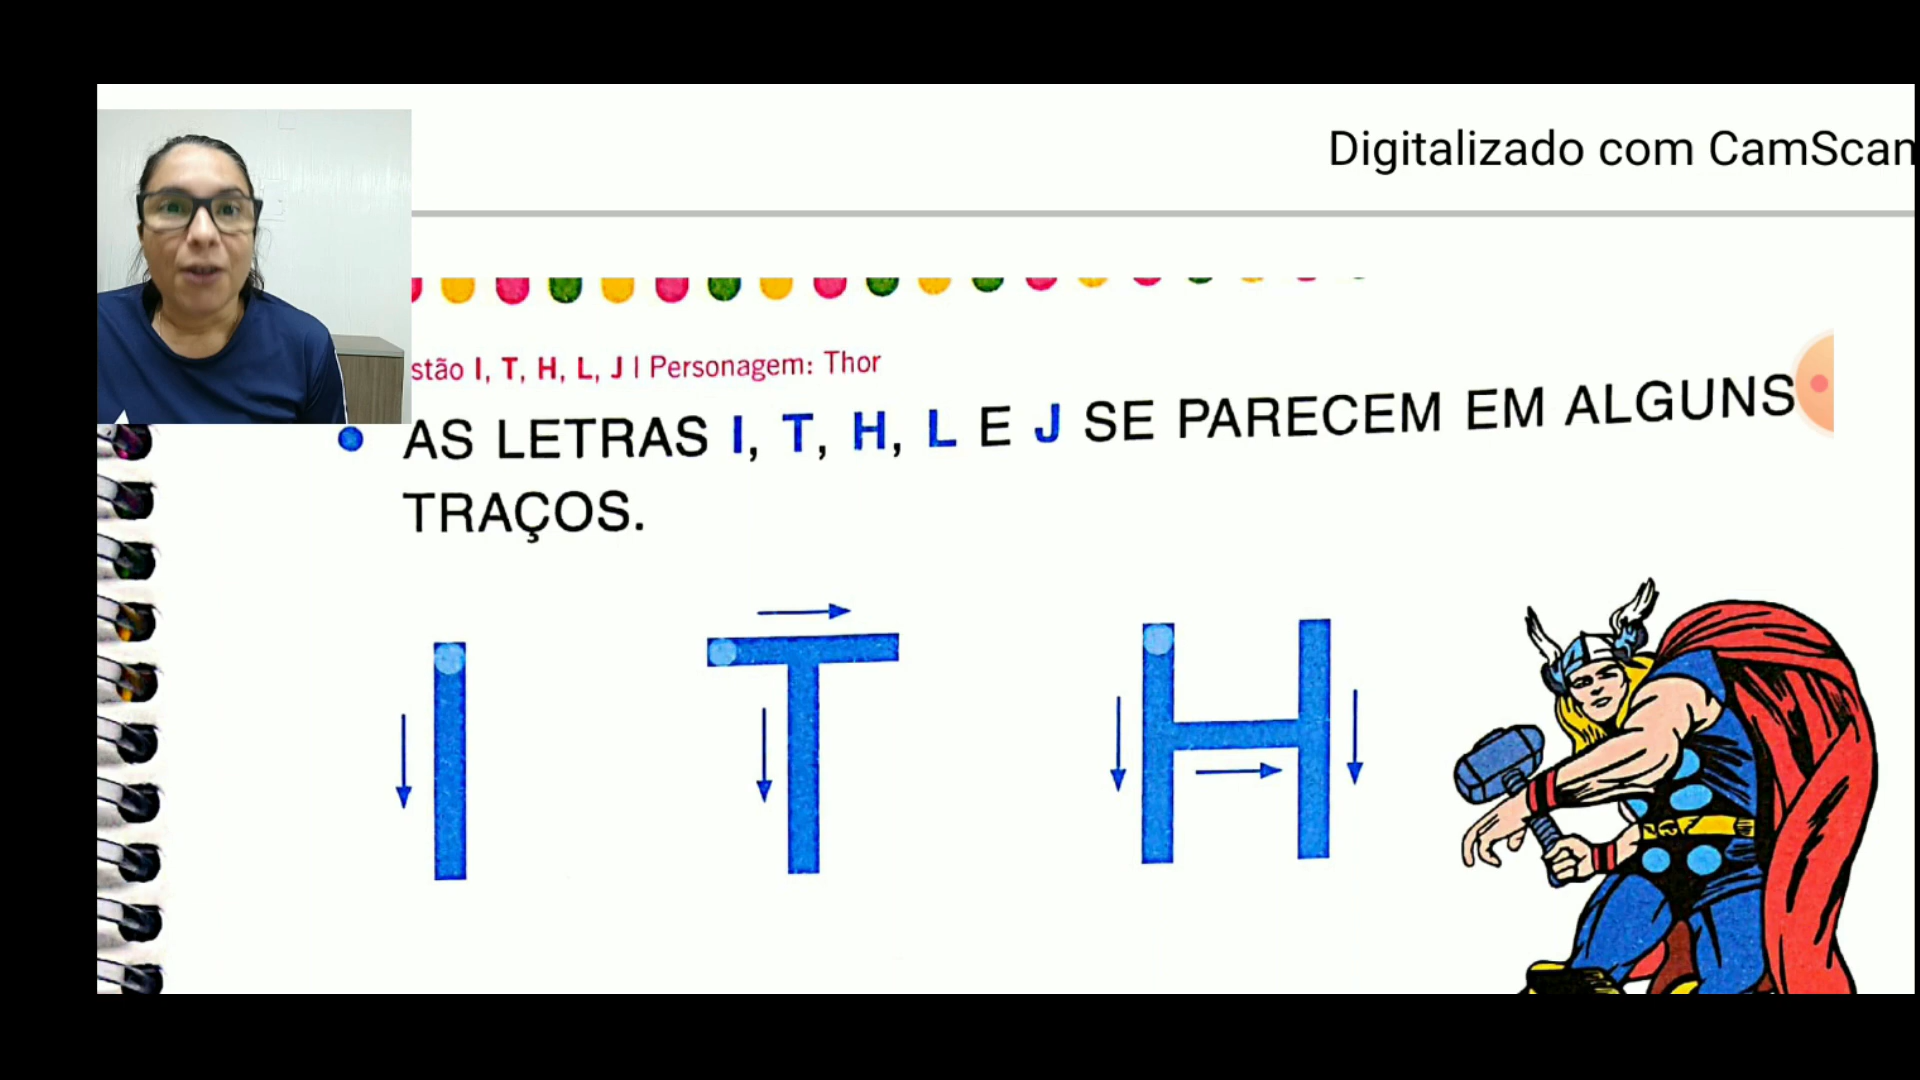 Digitalizado com CamScan
stão I, T, H, L, J | Personagem: Thor
AS LETRAS I, T, H, L E J SE PARECEM EM ALGUNS
TRAÇOS.
I T H